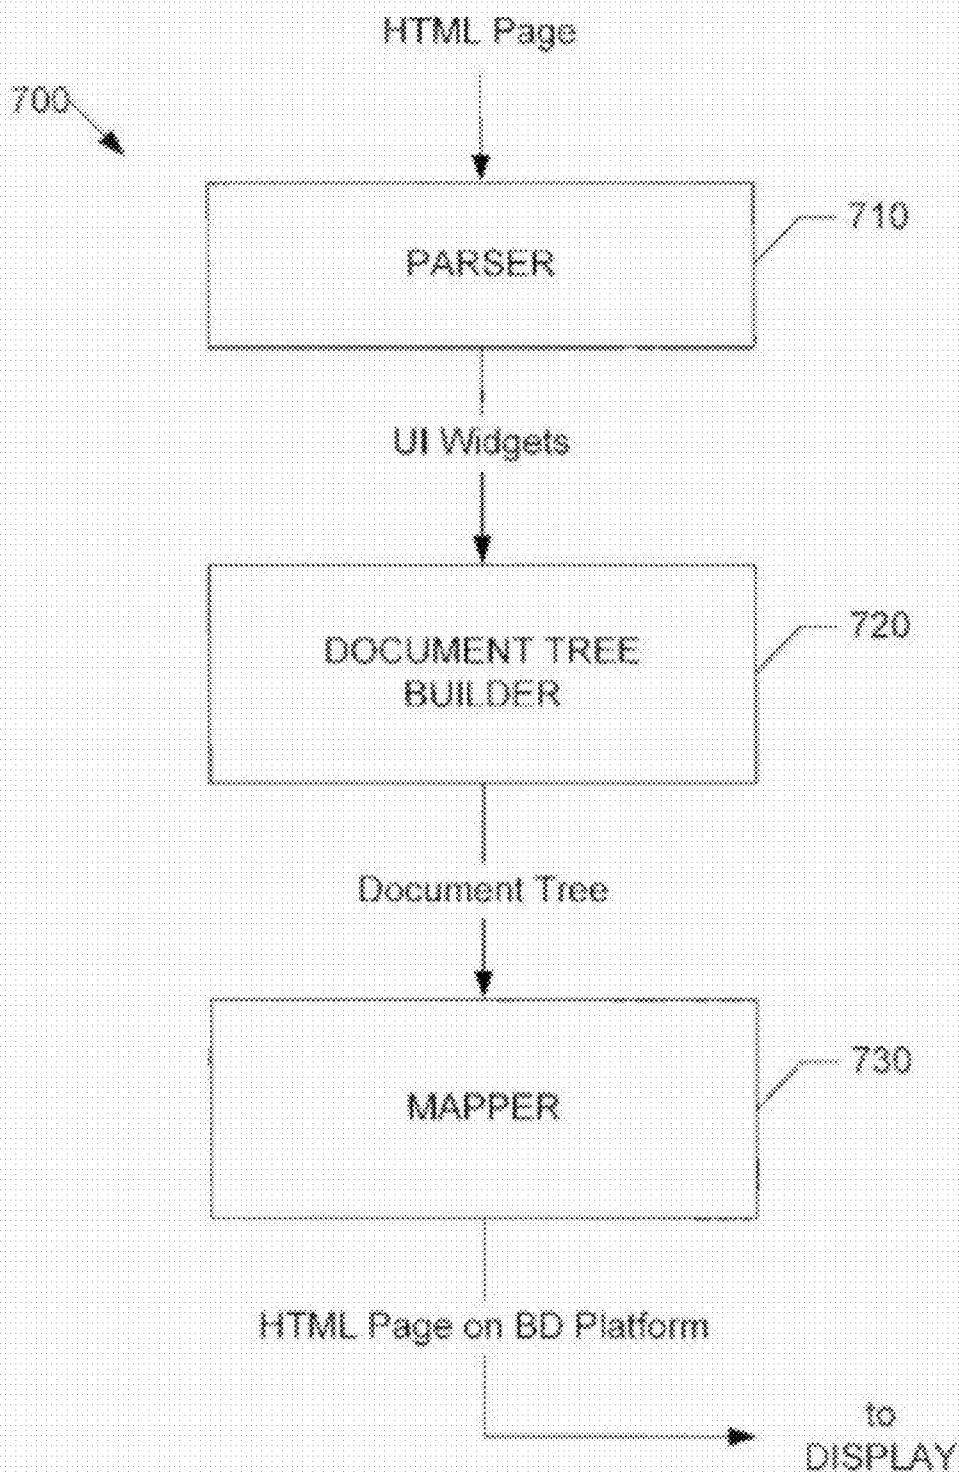 HTML Page
700
710
PARSER
UI Widgets
720
DOCUMENT TREE
BUILDER
Document Tree
730
MAPPER
HTML Page on BD Platform
to
DISPLAY